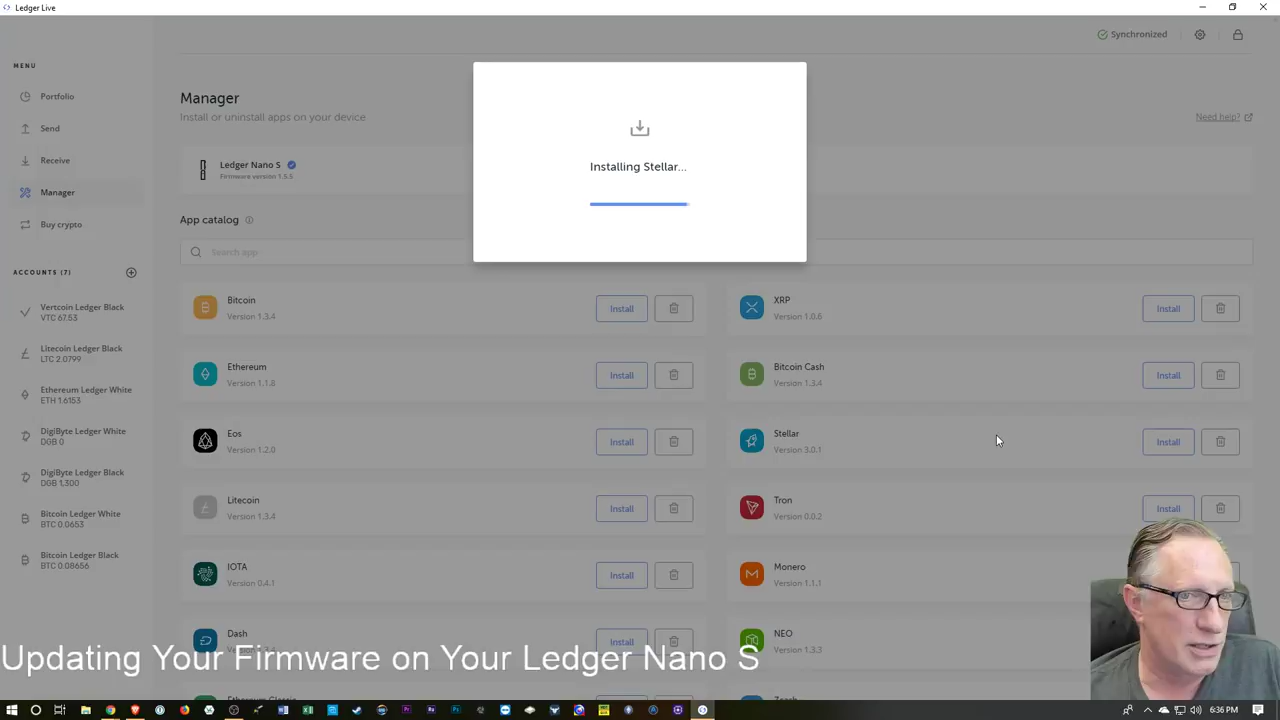 Ledger Live
Synchronized
MENU
Portfolio
Send
Receive
Manager
Buy crypto
ACCOUNTS (7)
Vertcoin Ledger Black
VTC 67.53
Litecoin Ledger Black
LTC 2.0799
Ethereum Ledger White
ETH 1.6153
DigiByte Ledger White
DGB 0
DigiByte Ledger Black
DGB 1,300
Bitcoin Ledger White
BTC 0.0653
Bitcoin Ledger Black
BTC 0.08656
Manager
Install or uninstall apps on your device
Need help?
Ledger Nano S
Firmware version 1.5.5
Installing Stellar...
App catalog
Search app
Bitcoin
Version 1.3.4
Install
XRP
Version 1.0.6
Install
Ethereum
Version 1.1.8
Install
Bitcoin Cash
Version 1.3.4
Install
Eos
Version 1.2.0
Install
Stellar
Version 3.0.1
Install
Litecoin
Version 1.3.4
Install
Tron
Version 0.0.2
Install
IOTA
Version 0.4.1
Install
Monero
Version 1.1.1
Dash
Install
NEO
Version 1.3.3
Updating Your Firmware on Your Ledger Nano S
6:36 PM